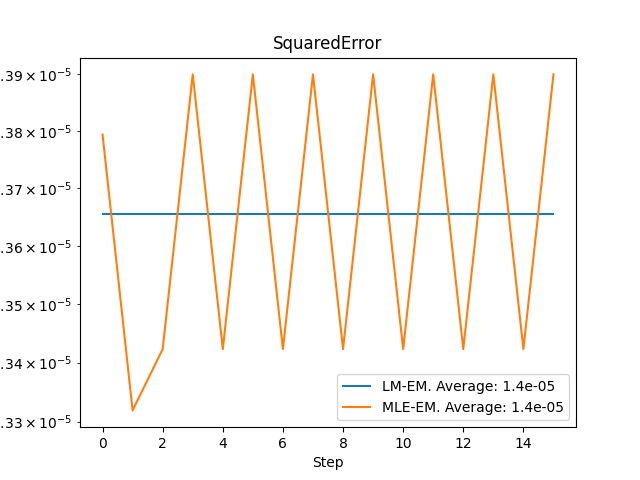 SquaredError
.39 × 10⁻⁵
.38 × 10⁻⁵
.37 × 10⁻⁵
.36 × 10⁻⁵
.35 × 10⁻⁵
.34 × 10⁻⁵
.33 × 10⁻⁵
LM-EM. Average: 1.4e-05
MLE-EM. Average: 1.4e-05
0 2 4 6 8 10 12 14
Step